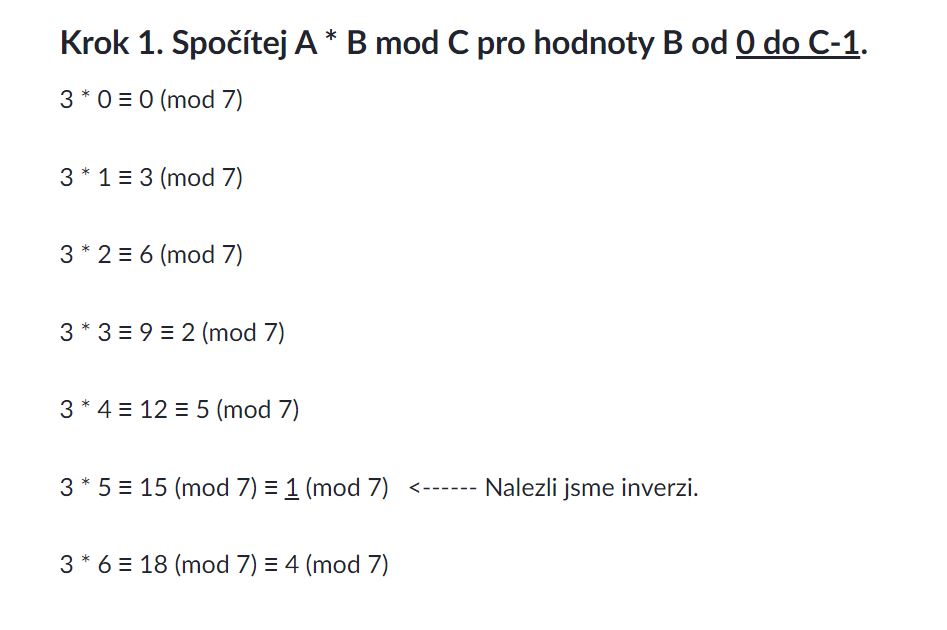 Krok 1. Spočítej A * B mod C pro hodnoty B od 0 do C-1.
3 * 0 ≡ 0 (mod 7)
3 * 1 ≡ 3 (mod 7)
3 * 2 ≡ 6 (mod 7)
3 * 3 ≡ 9 ≡ 2 (mod 7)
3 * 4 ≡ 12 ≡ 5 (mod 7)
3 * 5 ≡ 15 (mod 7) ≡ 1 (mod 7) <------ Nalezli jsme inverzi.
3 * 6 ≡ 18 (mod 7) ≡ 4 (mod 7)